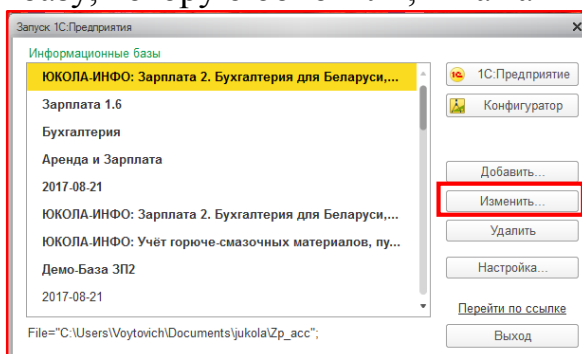 Запуск 1С:Предприятия
Информационные базы
ЮКОЛА-ИНФО: Зарплата 2. Бухгалтерия для Беларуси,...
Зарплата 1.6
Бухгалтерия
Аренда и Зарплата
2017-08-21
ЮКОЛА-ИНФО: Зарплата 2. Бухгалтерия для Беларуси,...
ЮКОЛА-ИНФО: Учёт горюче-смазочных материалов, пу...
Демо-База ЗП2
2017-08-21
File="C:\Users\Voytovich\Documents\jukola\Zp_acc";
1С:Предприятие
Конфигуратор
Добавить...
Изменить...
Удалить
Настройка...
Перейти по ссылке
Выход